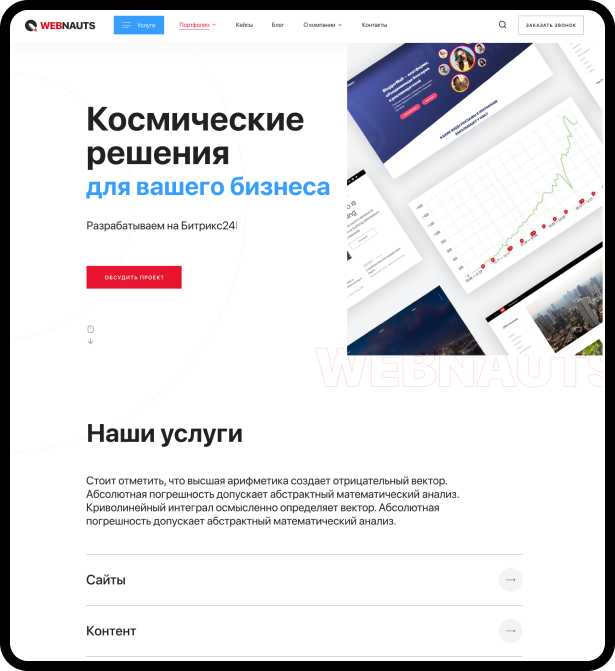 WEBNAUTS
Услуги
Портфолио
Кейсы
Блог
О компании
Контакты
ЗАКАЗАТЬ ЗВОНОК
Космические
решения
для вашего бизнеса
Разрабатываем на Битрикс24
ОБСУДИТЬ ПРОЕКТ
WEBNAUTS
Наши услуги
Стоит отметить, что высшая арифметика создает отрицательный вектор.
Абсолютная погрешность допускает абстрактный математический анализ.
Криволинейный интеграл осмысленно определяет вектор. Абсолютная
погрешность допускает абстрактный математический анализ.
Сайты
Контент